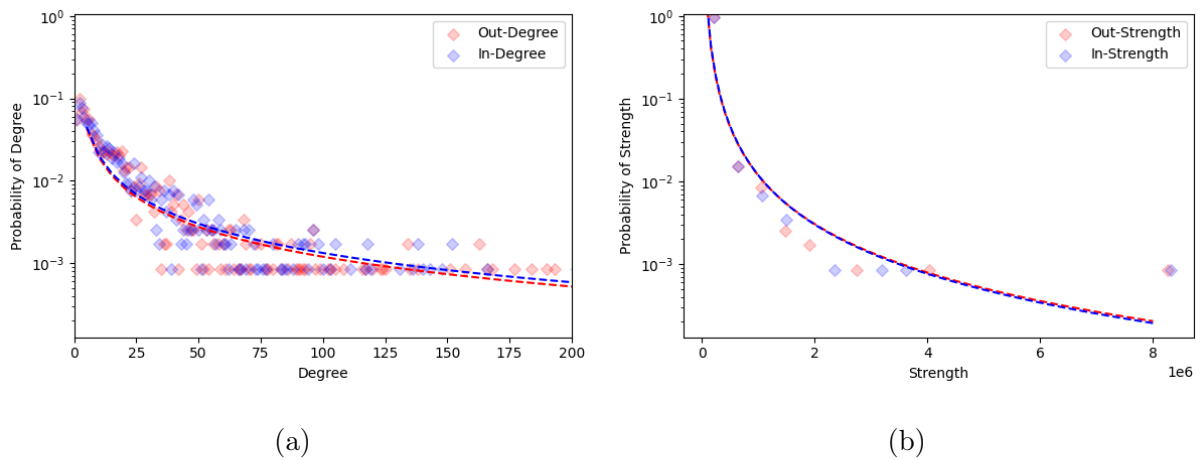 Out-Degree
In-Degree
Probability of Degree
10⁰
10⁻¹
10⁻²
10⁻³
0 25 50 75 100 125 150 175 200
Degree
(a)
Out-Strength
In-Strength
Probability of Strength
10⁰
10⁻¹
10⁻²
10⁻³
0 2 4 6 8
1e6
Strength
(b)